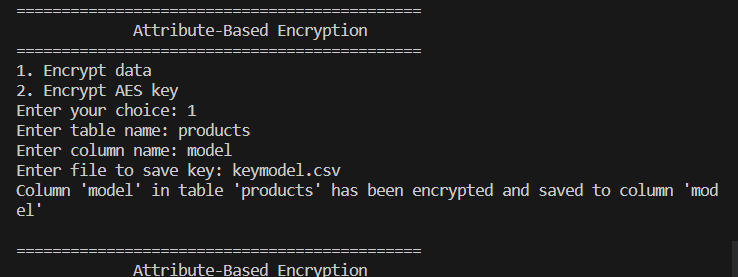 =============================================
Attribute-Based Encryption
=============================================
1. Encrypt data
2. Encrypt AES key
Enter your choice: 1
Enter table name: products
Enter column name: model
Enter file to save key: keymodel.csv
Column 'model' in table 'products' has been encrypted and saved to column 'mod
el'
=============================================
Attribute-Based Encryption